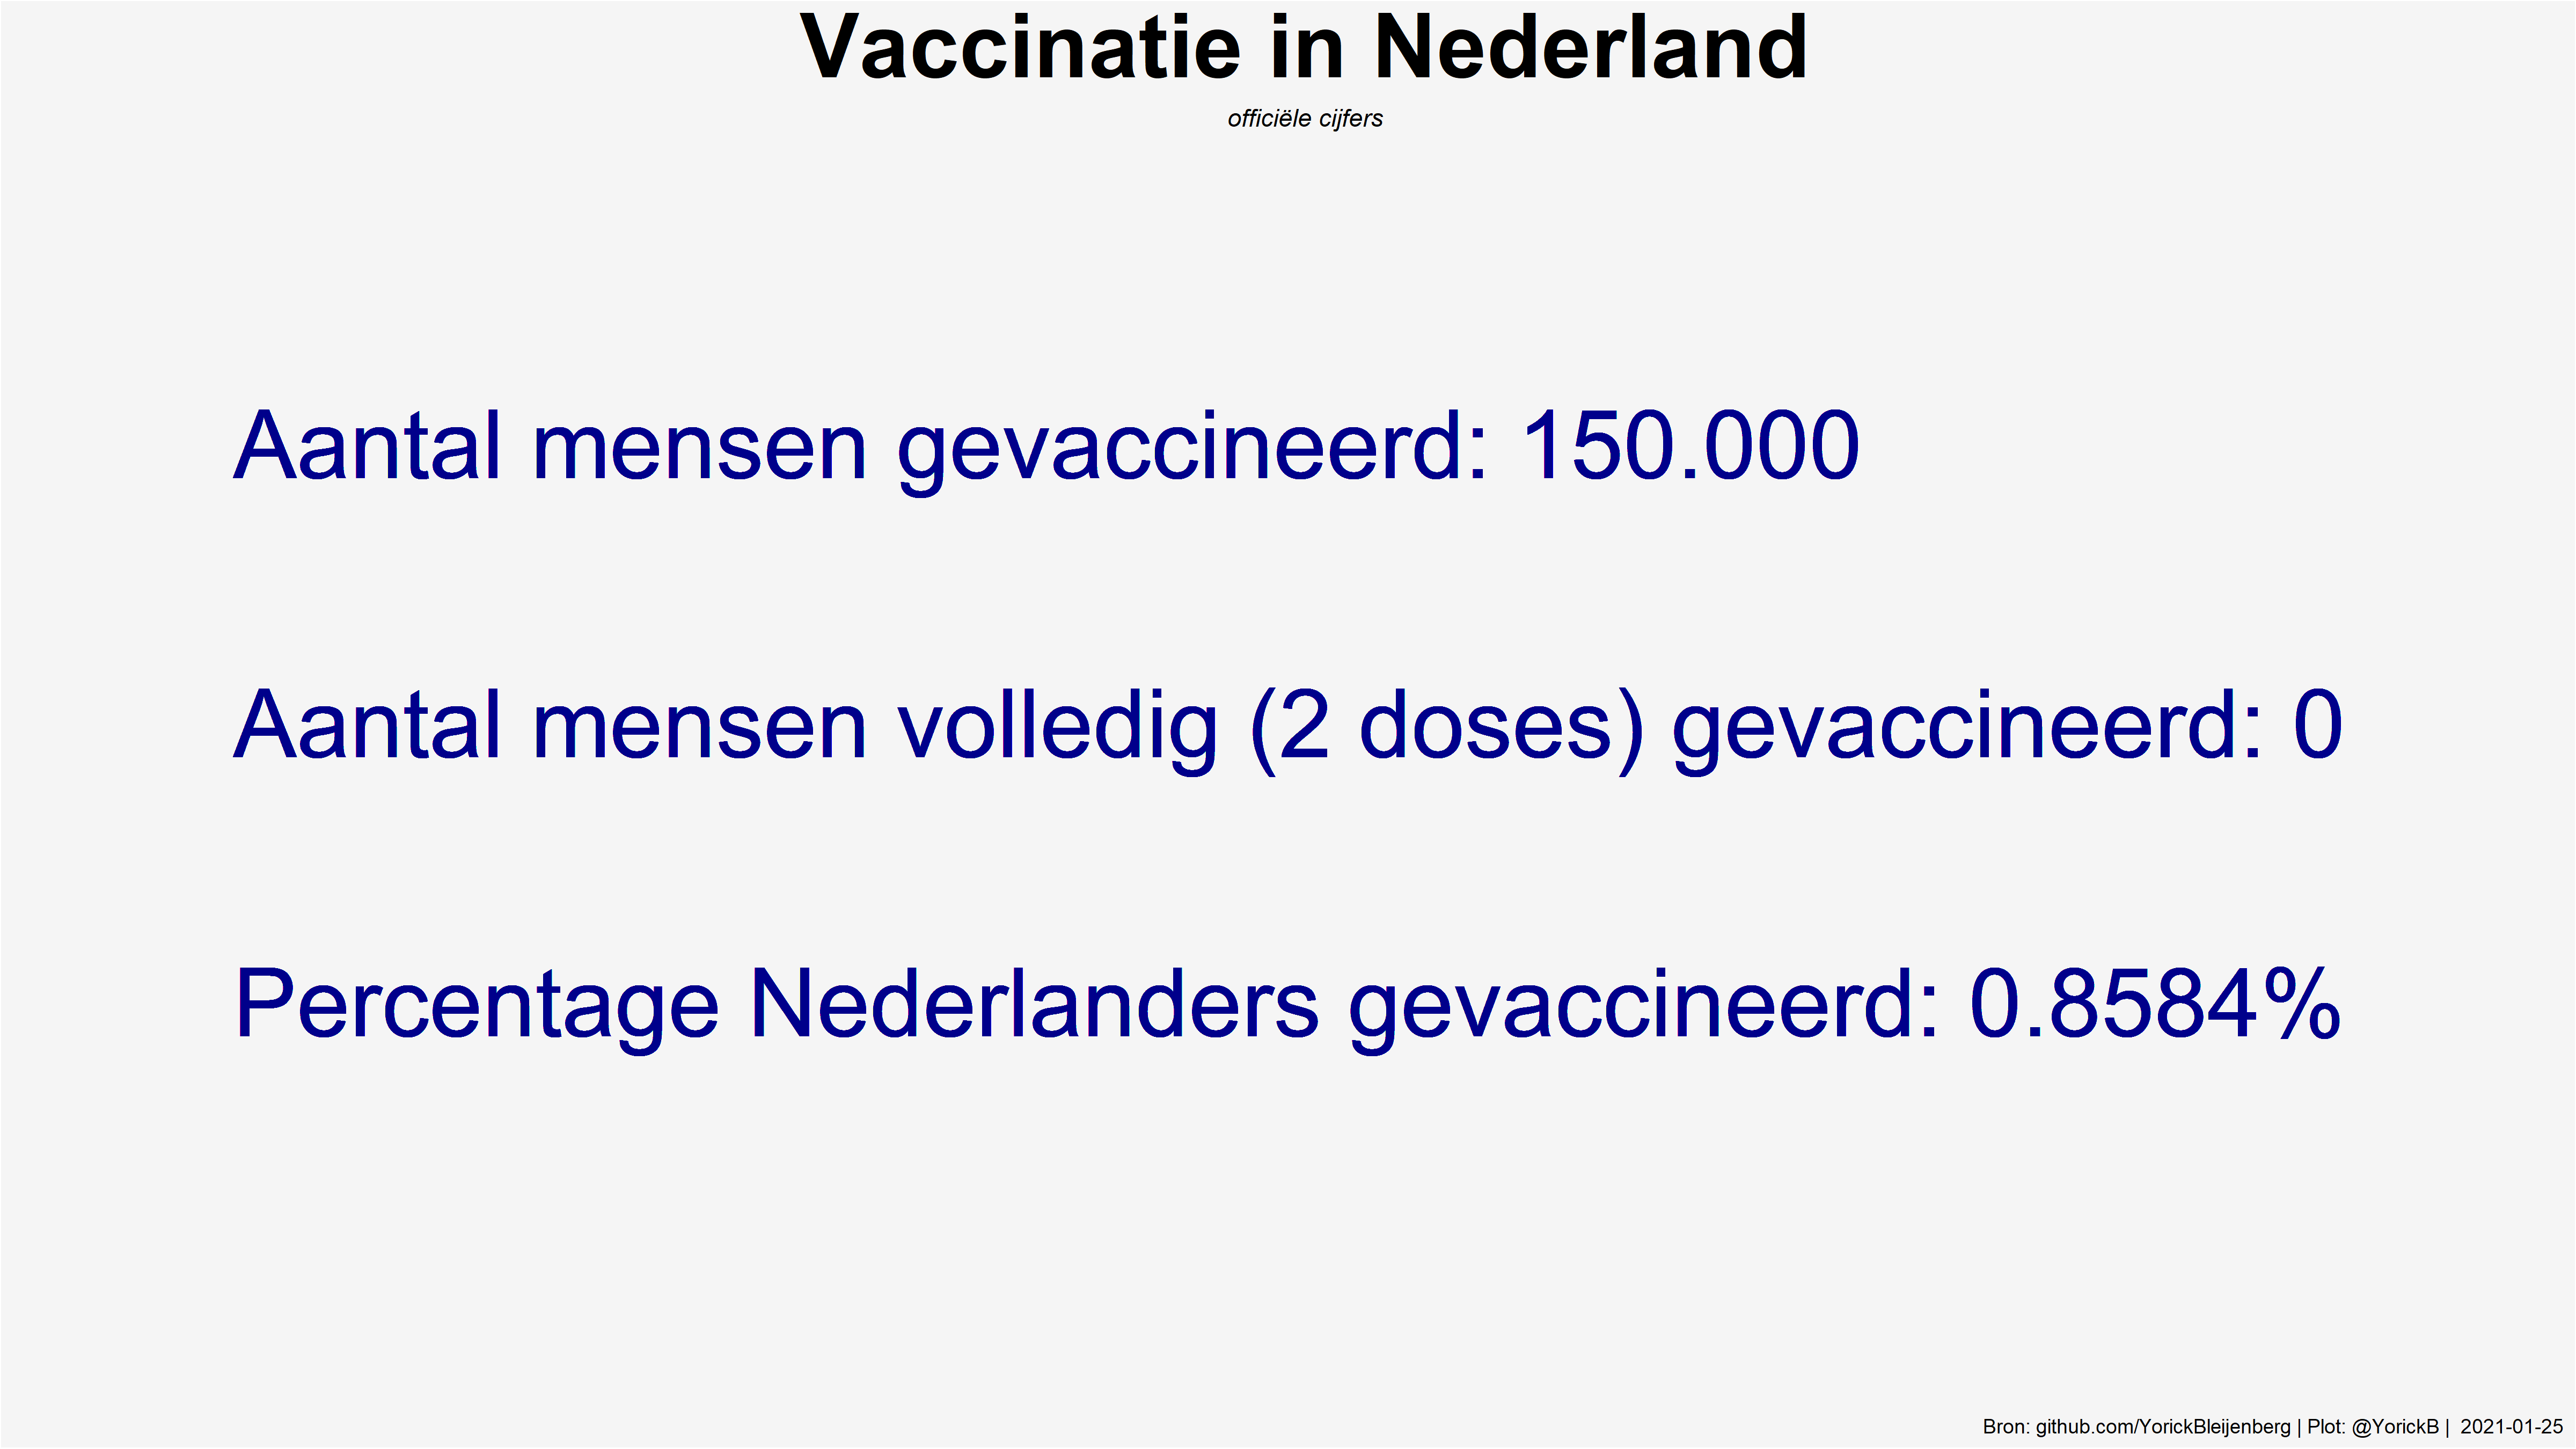 Vaccinatie in Nederland
officiële cijfers
Aantal mensen gevaccineerd: 150.000
Aantal mensen volledig (2 doses) gevaccineerd: 0
Percentage Nederlanders gevaccineerd: 0.8584%
Bron: github.com/YorickBleijenberg | Plot: @YorickB | 2021-01-25